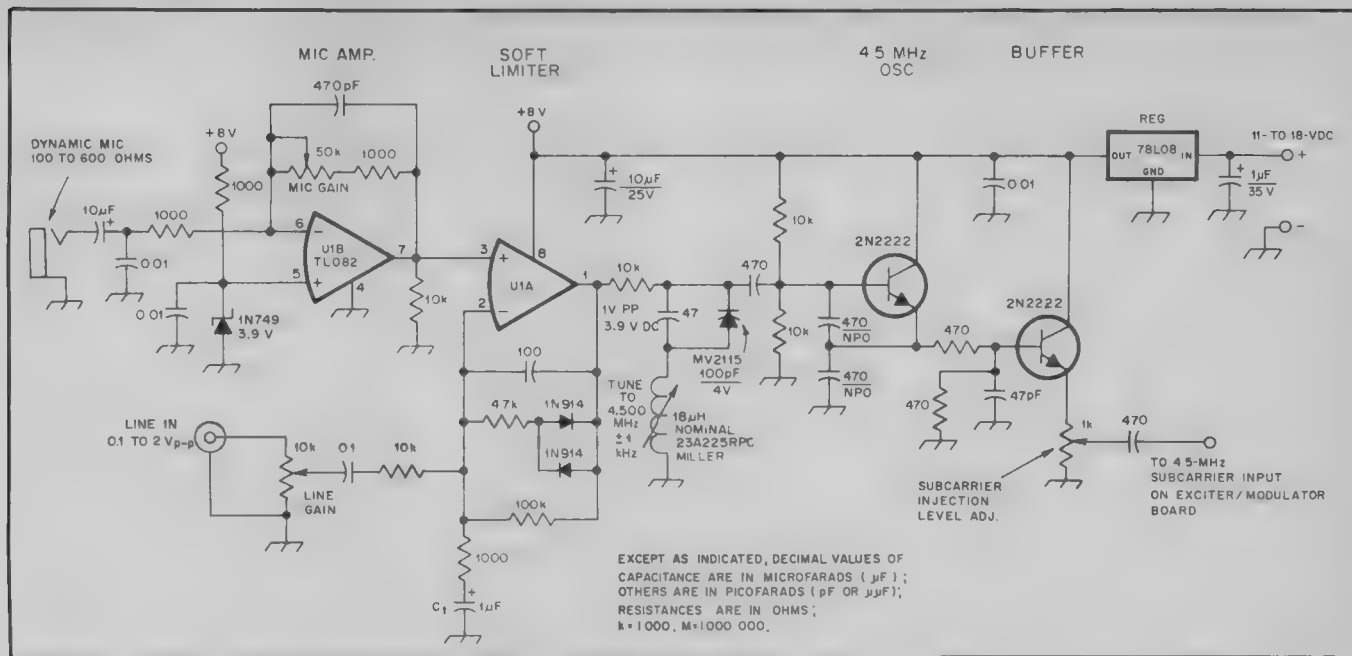 MIC AMP.
SOFT
LIMITER
4.5 MHz
OSC
BUFFER
470pF
+8V
+8V
REG
11- TO 18-VDC
DYNAMIC MIC
100 TO 600 OHMS
50k
1000
MIC GAIN
1000
OUT
78L08
IN
GND
+
10μF
25V
0.01
+
1μF
35V
+
10μF
+
1000
10k
2N2222
-
6
-
U1B
TL082
7
3
+
8
2N2222
0.01
5
+
4
U1A
1
10k
470
2
-
1V PP
3.9 V DC
47
10k
470
NPO
470
0.01
1N749
3.9 V
10k
MV2115
100pF
4V
470
NPO
100
TUNE
TO
4.500
MHz
±1
kHz
470
47pF
47k
1N914
18μH
NOMINAL
23A225RPC
MILLER
1k
470
LINE IN
0.1 TO 2 Vp-p
10k
0.1
10k
1N914
TO 4.5-MHz
SUBCARRIER INPUT
ON EXCITER/MODULATOR
BOARD
LINE
GAIN
SUBCARRIER
INJECTION
LEVEL ADJ.
100k
1000
EXCEPT AS INDICATED, DECIMAL VALUES OF
CAPACITANCE ARE IN MICROFARADS (μF);
OTHERS ARE IN PICOFARADS (pF OR μμF);
RESISTANCES ARE IN OHMS;
k=1000, M=1000 000.
Ct
+
1μF